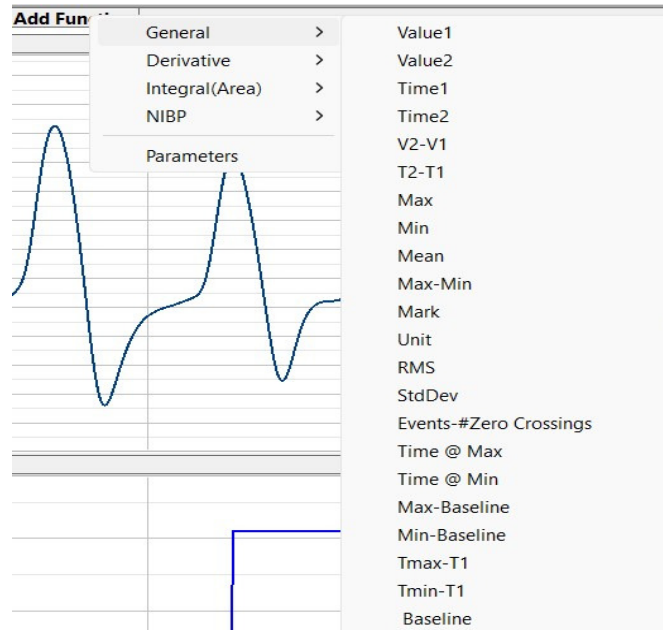 Add Functi
General >
Derivative >
Integral(Area) >
NIBP >
Parameters
Value1
Value2
Time1
Time2
V2-V1
T2-T1
Max
Min
Mean
Max-Min
Mark
Unit
RMS
StdDev
Events-#Zero Crossings
Time @ Max
Time @ Min
Max-Baseline
Min-Baseline
Tmax-T1
Tmin-T1
Baseline